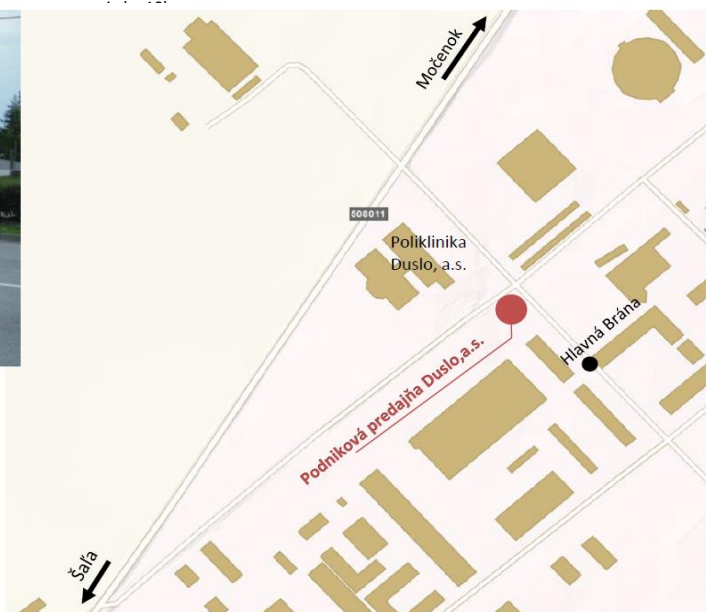 Močenok
508011
Poliklinika
Duslo, a.s.
Hlavná Brána
Podniková predajňa Duslo,a.s.
Šaľa